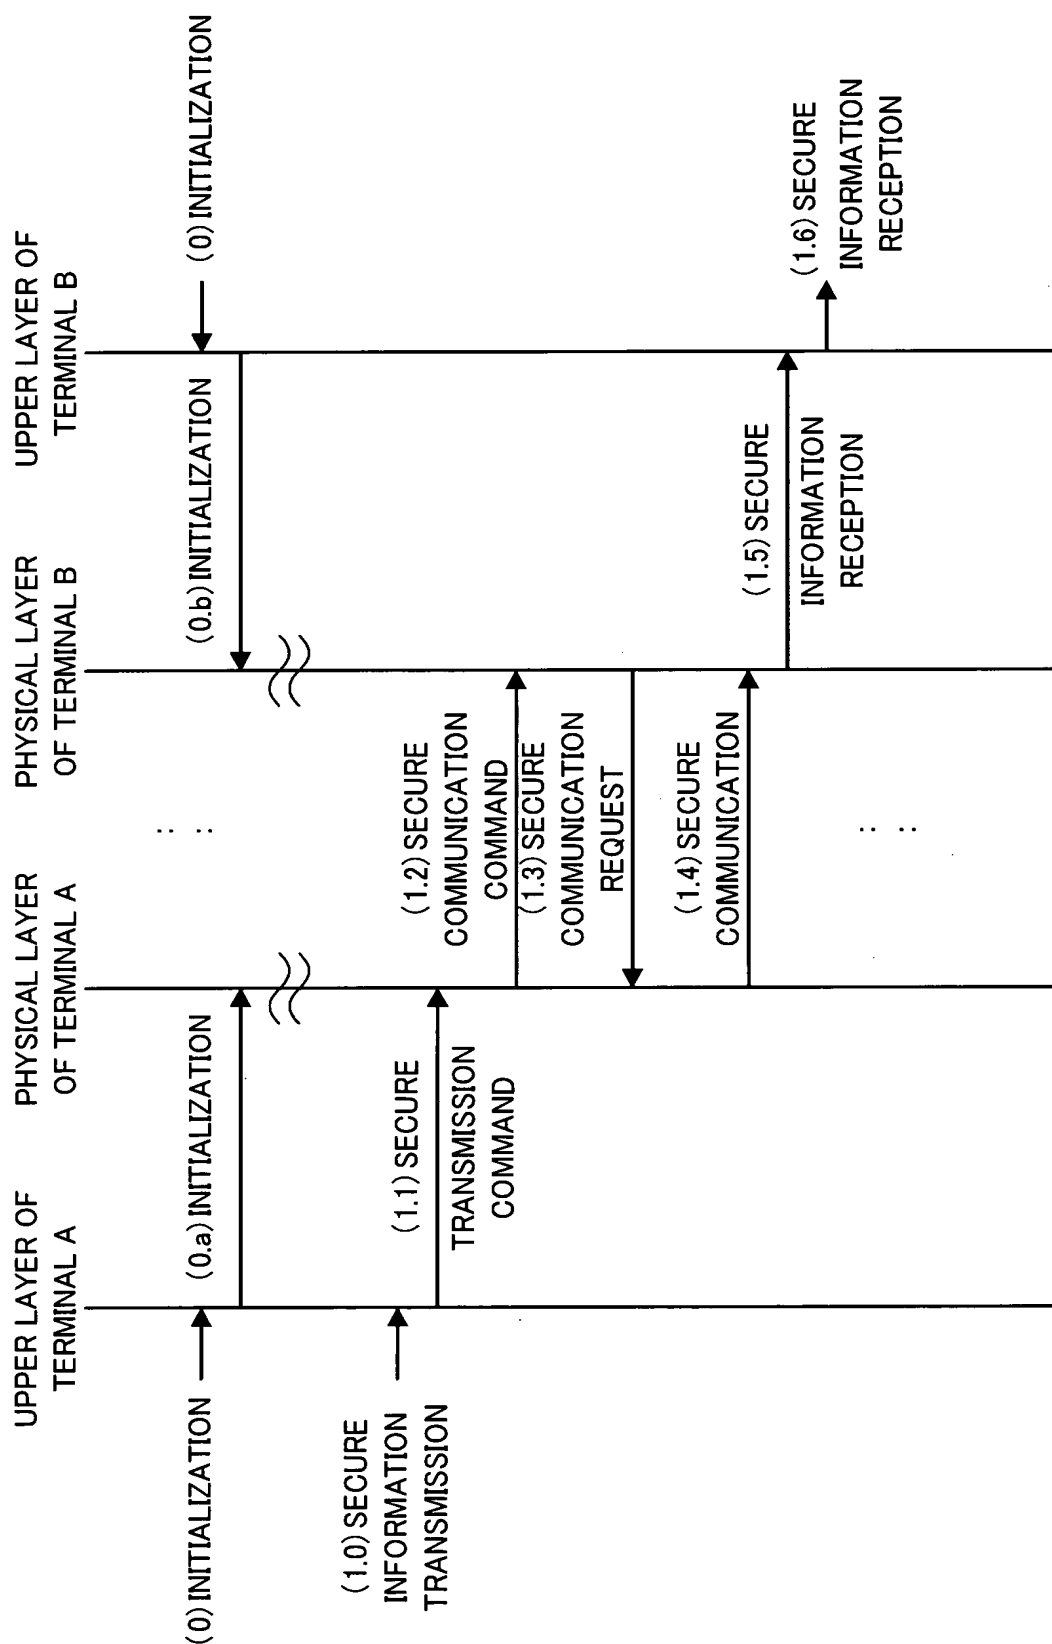 UPPER LAYER OF
TERMINAL A
PHYSICAL LAYER
OF TERMINAL A
PHYSICAL LAYER
OF TERMINAL B
UPPER LAYER OF
TERMINAL B
(0) INITIALIZATION
(0.a) INITIALIZATION
(0.b) INITIALIZATION
(0) INITIALIZATION
(1.0) SECURE
INFORMATION
TRANSMISSION
(1.1) SECURE
TRANSMISSION
COMMAND
(1.2) SECURE
COMMUNICATION
COMMAND
(1.3) SECURE
COMMUNICATION
REQUEST
(1.4) SECURE
COMMUNICATION
(1.5) SECURE
INFORMATION
RECEPTION
(1.6) SECURE
INFORMATION
RECEPTION